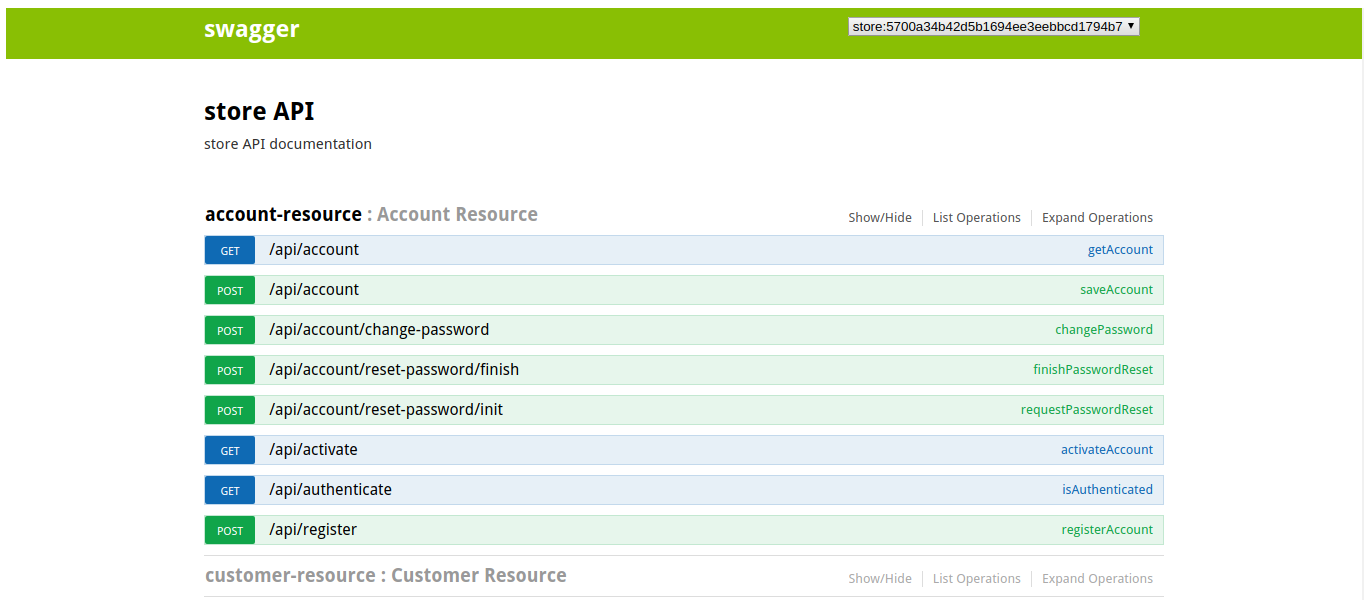 swagger store:5700a34b42d5b1694ee3eebbcd1794b7
store API
store API documentation
account-resource : Account Resource Show/Hide List Operations Expand Operations
GET /api/account getAccount
POST /api/account saveAccount
POST /api/account/change-password changePassword
POST /api/account/reset-password/finish finishPasswordReset
POST /api/account/reset-password/init requestPasswordReset
GET /api/activate activateAccount
GET /api/authenticate isAuthenticated
POST /api/register registerAccount
customer-resource : Customer Resource Show/Hide List Operations Expand Operations